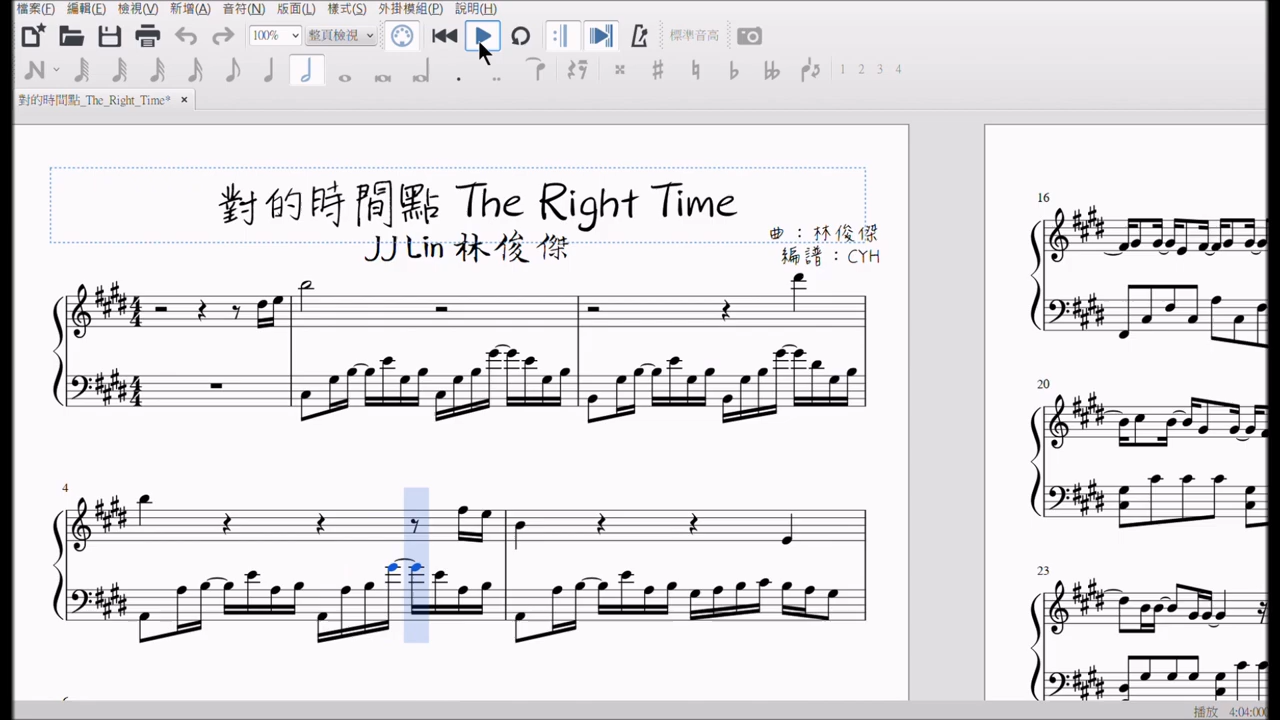 檔案(F) 編輯(E) 檢視(V) 新增(A) 音符(N) 版面(L) 樣式(S) 外掛模組(P) 說明(H)
100% 整頁檢視 標準音高
1 2 3 4
對的時間點_The_Right_Time*
對的時間點 The Right Time
JJ Lin 林俊傑
曲：林俊傑
編譜：CYH
4
16
20
23
播放 4:04:000